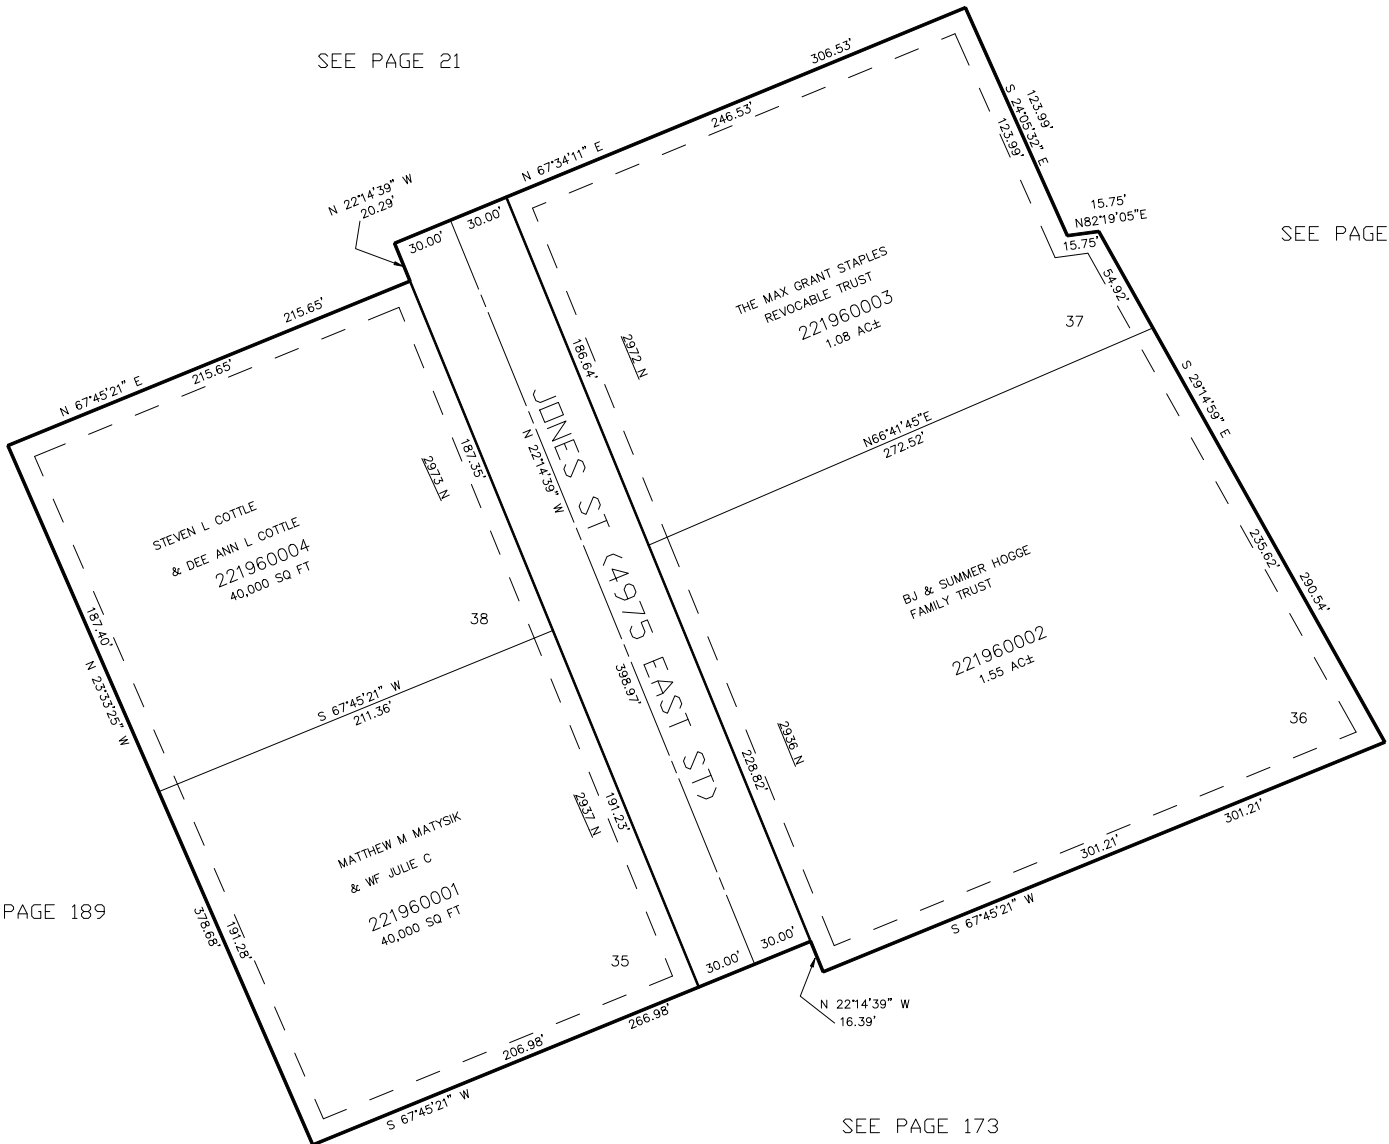 SEE PAGE 21
306.53'
246.53'
N 67°34'11" E
S 24°05'32" E
123.99'
123.99'
N 22°14'39" W
20.29'
30.00'
30.00'
15.75'
N82°19'05"E
15.75'
SEE PAGE
54.92'
THE MAX GRANT STAPLES
REVOCABLE TRUST
221960003
1.08 AC±
37
2972 N
186.64'
215.65'
215.65'
N 67°45'21" E
S 29°14'59" E
N66°41'45"E
272.52'
JONES ST (4975 EAST ST)
N 22°14'39" W
398.97'
187.35'
2973 N
STEVEN L COTTLE
& DEE ANN L COTTLE
221960004
40,000 SQ FT
38
187.40'
N 23°33'25" W
S 67°45'21" W
211.36'
235.62'
290.54'
BJ & SUMMER HOGGE
FAMILY TRUST
221960002
1.55 AC±
36
2936 N
228.82'
191.23'
2937 N
MATTHEW M MATYSIK
& WF JULIE C
221960001
40,000 SQ FT
35
PAGE 189
378.68'
191.28'
301.21'
301.21'
S 67°45'21" W
30.00'
30.00'
N 22°14'39" W
16.39'
266.98'
206.98'
S 67°45'21" W
SEE PAGE 173